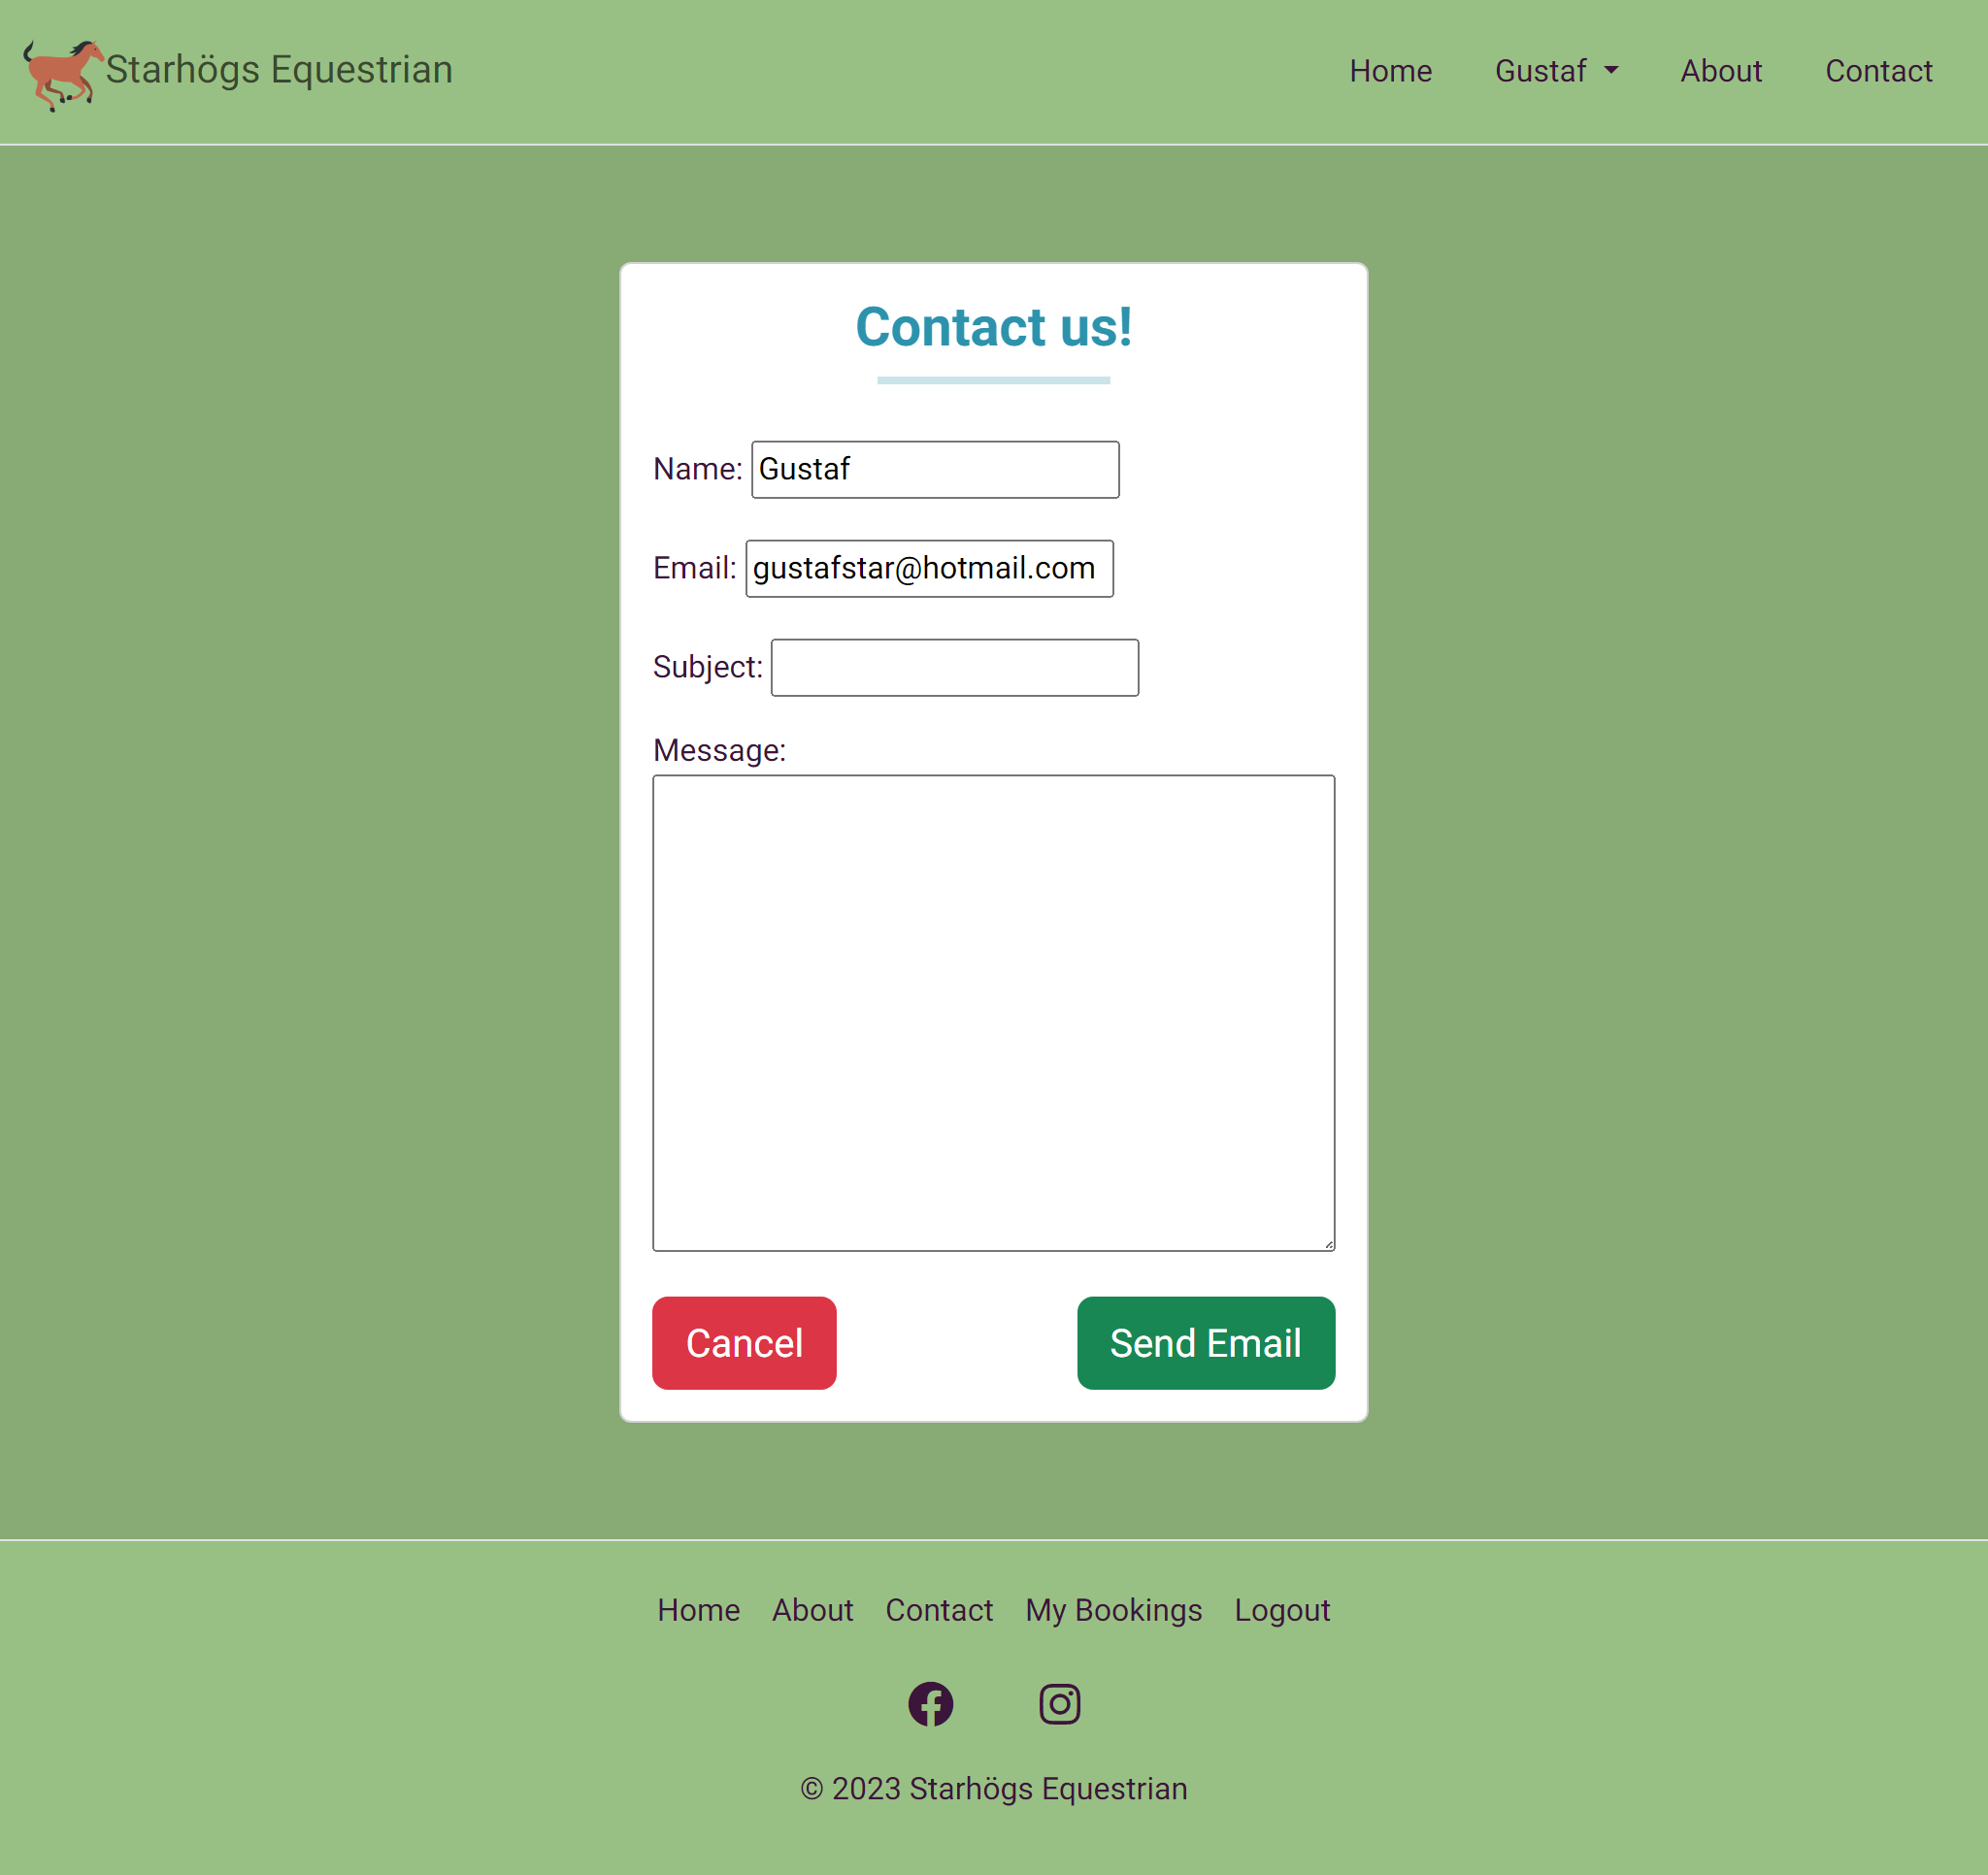 Starhögs Equestrian
Home Gustaf About Contact
Contact us!
Name: Gustaf
Email: gustafstar@hotmail.com
Subject:
Message:
Cancel Send Email
Home About Contact My Bookings Logout
© 2023 Starhögs Equestrian